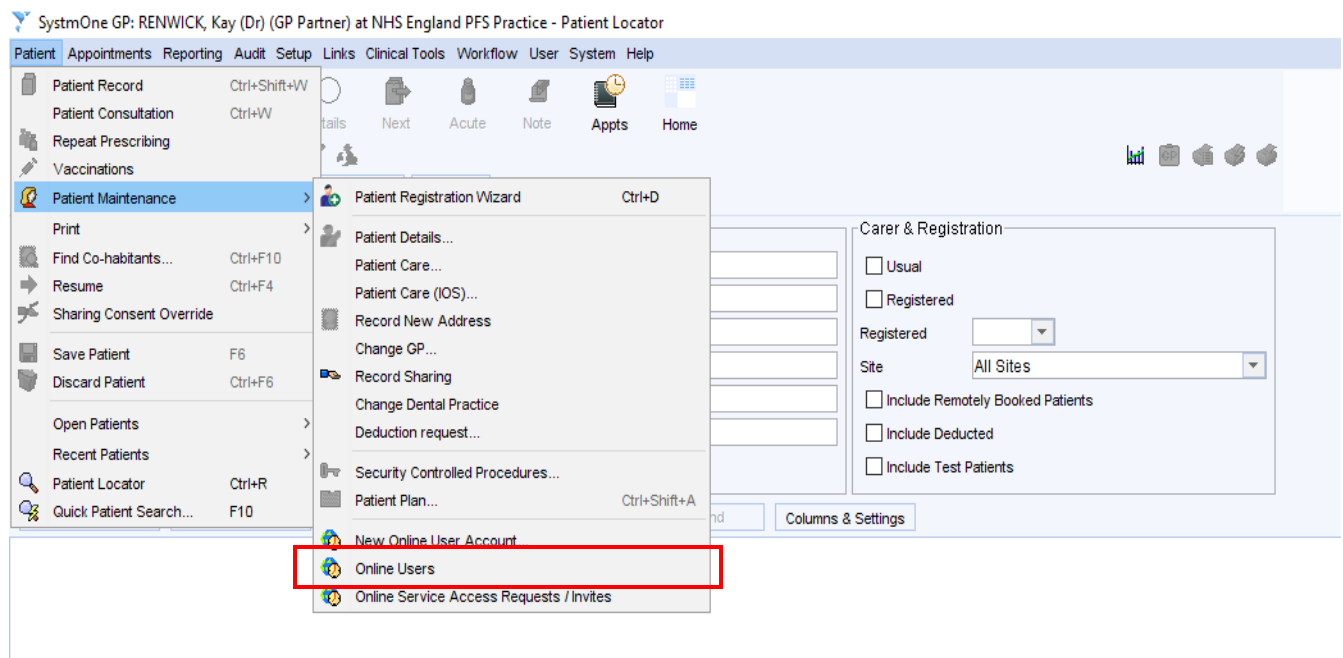 SystmOne GP: RENWICK, Kay (Dr) (GP Partner) at NHS England PFS Practice - Patient Locator
Patient Appointments Reporting Audit Setup Links Clinical Tools Workflow User System Help
Patient Record Ctrl+Shift+W
Patient Consultation Ctrl+W
Repeat Prescribing
Vaccinations
Patient Maintenance >
Print >
Find Co-habitants... Ctrl+F10
Resume Ctrl+F4
Sharing Consent Override
Save Patient F6
Discard Patient Ctrl+F6
Open Patients >
Recent Patients >
Patient Locator Ctrl+R
Quick Patient Search... F10
tails Next Acute Note Appts Home
GP
Patient Registration Wizard Ctrl+D
Patient Details...
Patient Care...
Patient Care (IOS)...
Record New Address
Change GP...
Record Sharing
Change Dental Practice
Deduction request...
Security Controlled Procedures...
Patient Plan... Ctrl+Shift+A
New Online User Account...
Online Users
Online Service Access Requests / Invites
Carer & Registration
Usual
Registered
Registered
Site All Sites
Include Remotely Booked Patients
Include Deducted
Include Test Patients
nd Columns & Settings